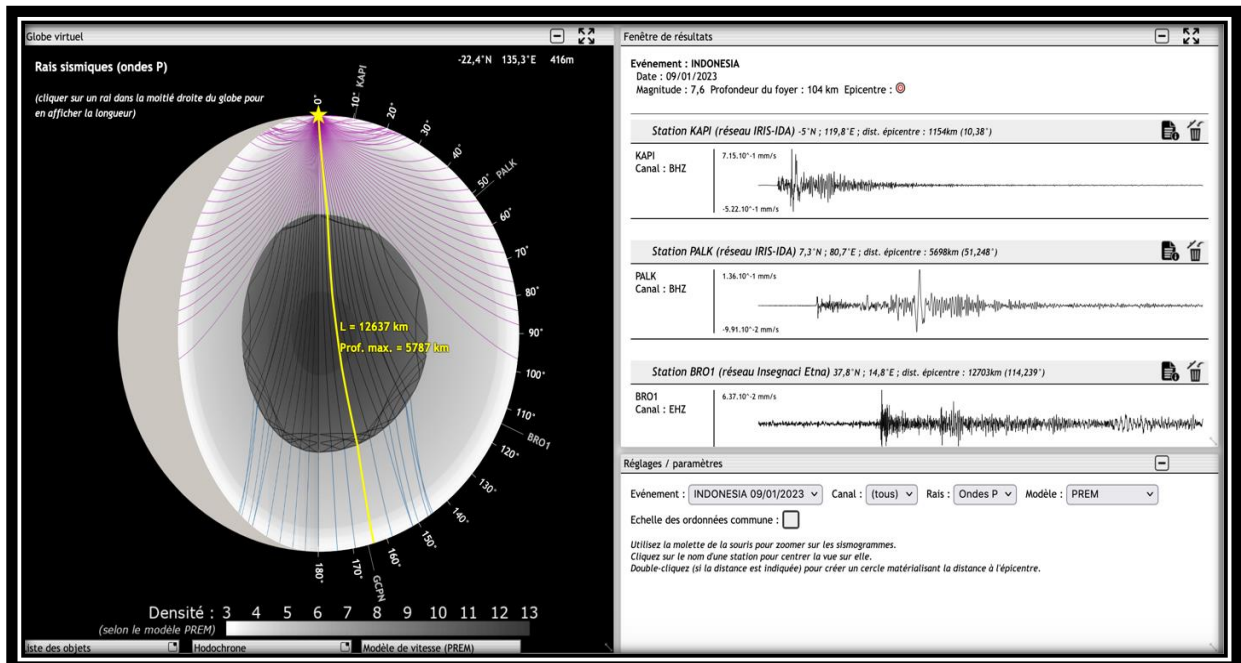 Globe virtuel
Rais sismiques (ondes P)
-22,4°N 135,3°E 416m
(cliquer sur un rai dans la moitié droite du globe pour
en afficher la longueur)
0°
10°
KAPI
20°
30°
40°
50°
PALK
60°
70°
80°
90°
100°
110°
BRO1
120°
130°
140°
150°
160°
GCPN
170°
180°
L = 12637 km
Prof. max. = 5787 km
Densité : 3 4 5 6 7 8 9 10 11 12 13
(selon le modèle PREM)
iste des objets
Hodochrone
Modèle de vitesse (PREM)
Fenêtre de résultats
Evénement : INDONESIA
Date : 09/01/2023
Magnitude : 7,6 Profondeur du foyer : 104 km Epicentre :
Station KAPI (réseau IRIS-IDA) -5°N ; 119,8°E ; dist. épicentre : 1154km (10,38°)
KAPI
Canal : BHZ
7.15.10^-1 mm/s
-5.22.10^-1 mm/s
Station PALK (réseau IRIS-IDA) 7,3°N ; 80,7°E ; dist. épicentre : 5698km (51,248°)
PALK
Canal : BHZ
1.36.10^-1 mm/s
-9.91.10^-2 mm/s
Station BRO1 (réseau Insegnaci Etna) 37,8°N ; 14,8°E ; dist. épicentre : 12703km (114,239°)
BRO1
Canal : EHZ
6.37.10^-2 mm/s
Réglages / paramètres
Evénement : INDONESIA 09/01/2023 Canal : (tous) Rais : Ondes P Modèle : PREM
Echelle des ordonnées commune :
Utilisez la molette de la souris pour zoomer sur les sismogrammes.
Cliquez sur le nom d'une station pour centrer la vue sur elle.
Double-cliquez (si la distance est indiquée) pour créer un cercle matérialisant la distance à l'épicentre.